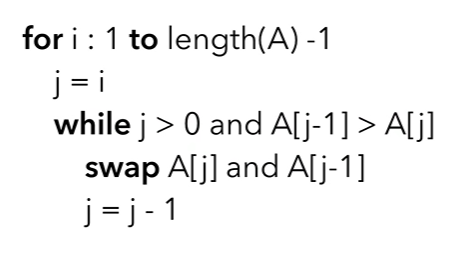 for i : 1 to length(A) -1
j = i
while j > 0 and A[j-1] > A[j]
swap A[j] and A[j-1]
j = j - 1